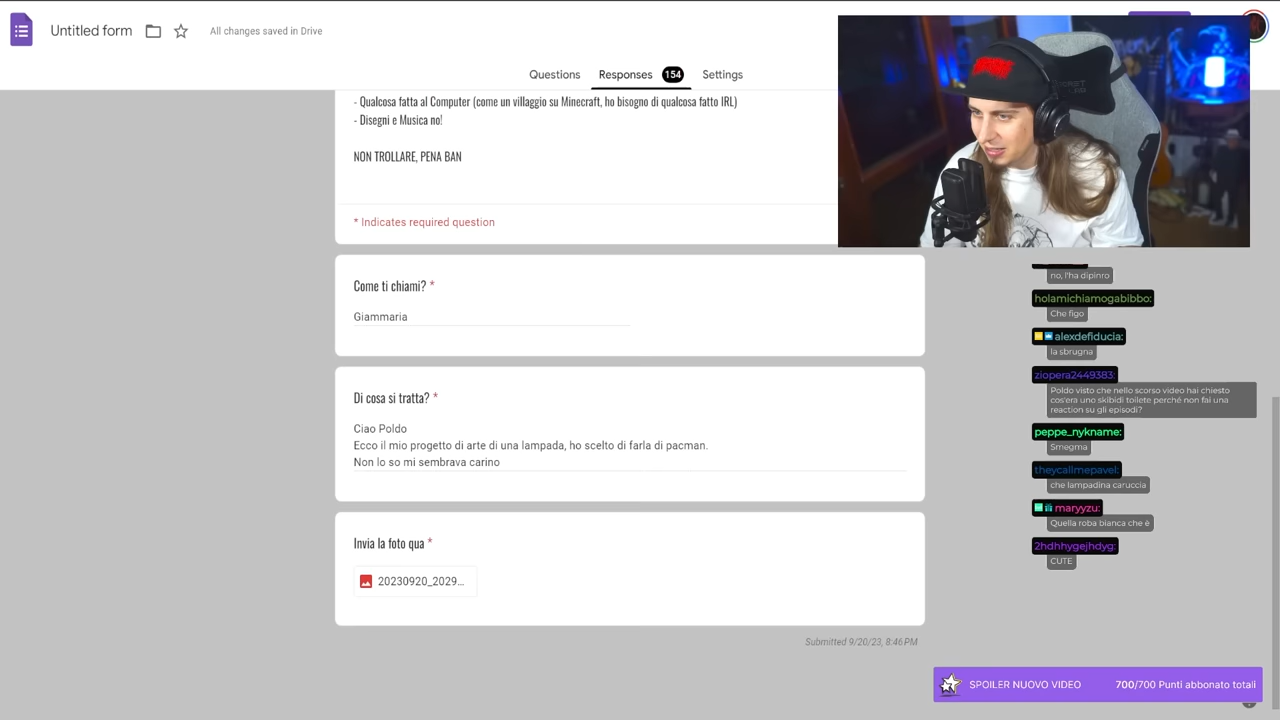 Untitled form
All changes saved in Drive
Questions
Responses 154
Settings
- Qualcosa fatta al Computer (come un villaggio su Minecraft, ho bisogno di qualcosa fatto IRL)
- Disegni e Musica no!
NON TROLLARE, PENA BAN
* Indicates required question
Come ti chiami? *
Giammaria
Di cosa si tratta? *
Ciao Poldo
Ecco il mio progetto di arte di una lampada, ho scelto di farla di pacman.
Non lo so mi sembrava carino
Invia la foto qua *
20230920_2029...
Submitted 9/20/23, 8:46 PM
no, l'ha dipinro
holamichiamogabibbo:
Che figo
alexdefiducia:
la sbrugna
ziopera2449383:
Poldo visto che nello scorso video hai chiesto
cos'era uno skibidi toilete perché non fai una
reaction su gli episodi?
peppe_nykname:
Smegma
theycallmepavel:
che lampadina caruccia
maryyzu:
Quella roba bianca che è
2hdhhygejhdyg:
CUTE
SPOILER NUOVO VIDEO
700/700 Punti abbonato totali